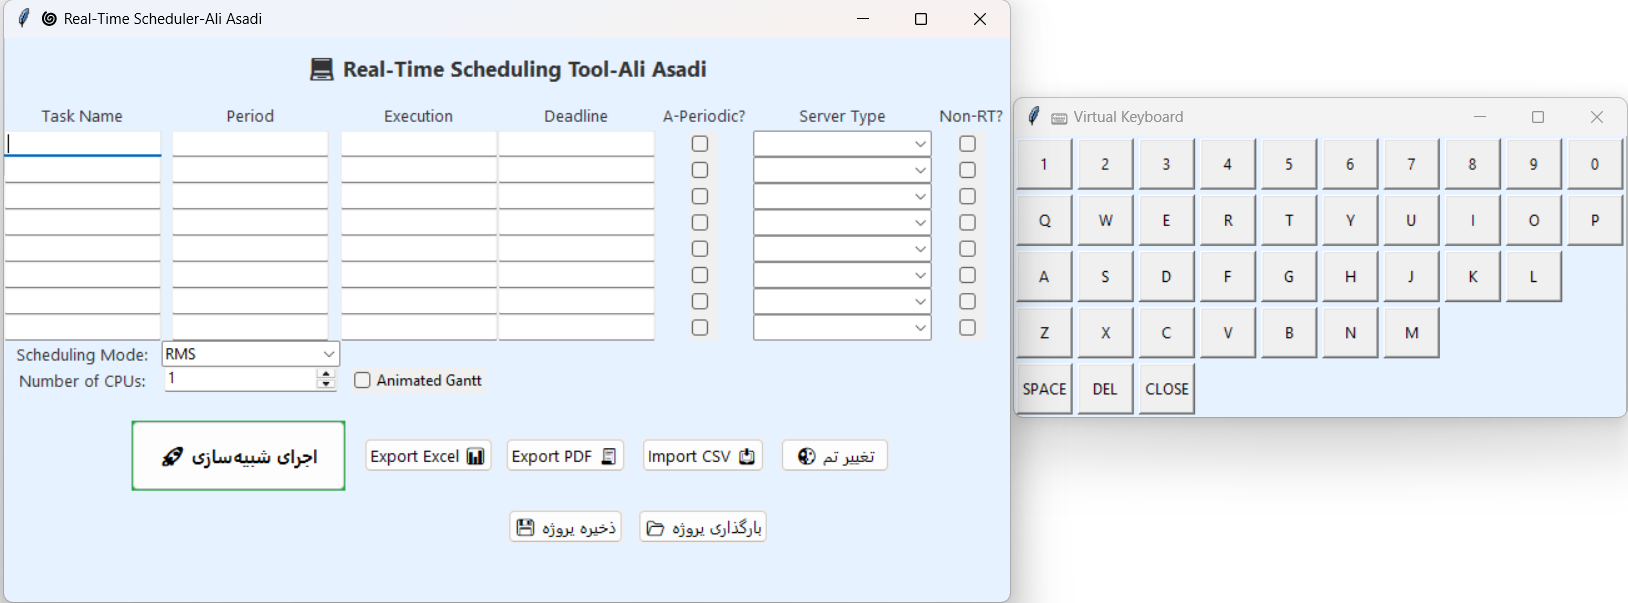 Real-Time Scheduler-Ali Asadi
Real-Time Scheduling Tool-Ali Asadi
Task Name Period Execution Deadline A-Periodic? Server Type Non-RT?
Scheduling Mode: RMS
Number of CPUs: 1 Animated Gantt
اجرای شبیه‌سازی Export Excel Export PDF Import CSV تغییر تم
ذخیره پروژه بارگذاری پروژه
Virtual Keyboard
1 2 3 4 5 6 7 8 9 0
Q W E R T Y U I O P
A S D F G H J K L
Z X C V B N M
SPACE DEL CLOSE